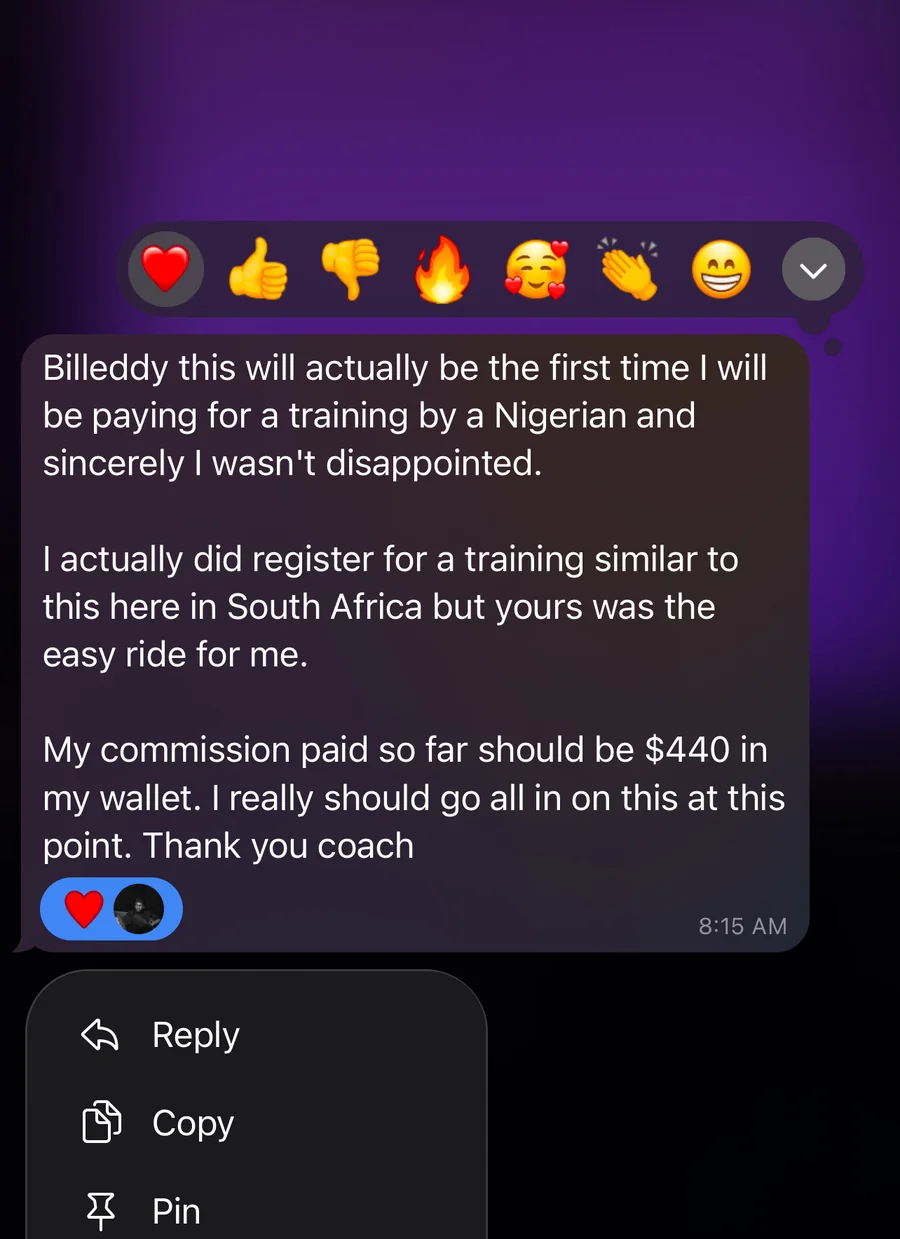 Billeddy this will actually be the first time I will
be paying for a training by a Nigerian and
sincerely I wasn't disappointed.
I actually did register for a training similar to
this here in South Africa but yours was the
easy ride for me.
My commission paid so far should be $440 in
my wallet. I really should go all in on this at this
point. Thank you coach
8:15 AM
Reply
Copy
Pin